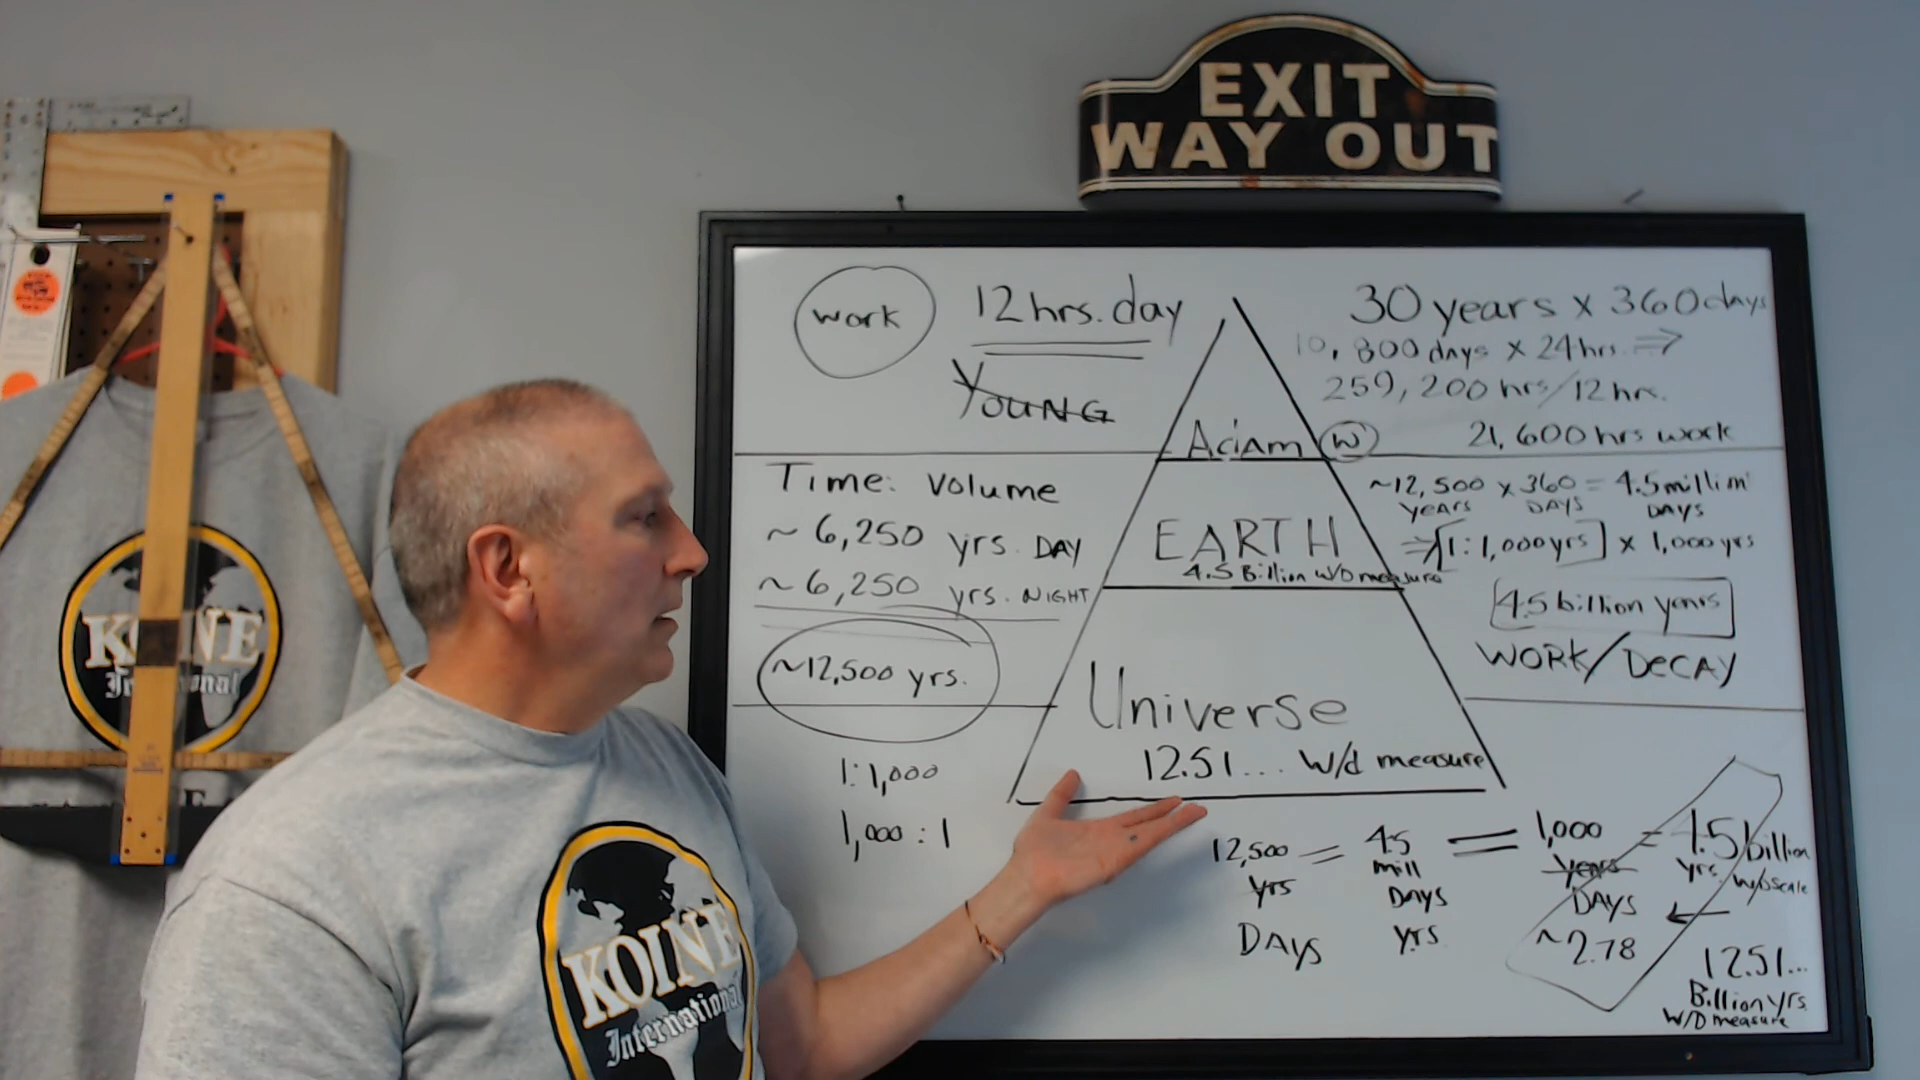 EXIT
WAY OUT
work
12 hrs. day
YOUNG
30 years x 360 days
10,800 days x 24 hrs. ⇒
259,200 hrs/12 hr.
21,600 hrs work
Adam
W
Time: Volume
~ 6,250 yrs. DAY
~ 6,250 yrs. NIGHT
~12,500 yrs.
EARTH
4.5 Billion W/D measure
~12,500 x 360 = 4.5 million
years DAYS DAYS
⇒ [1:1,000 yrs] x 1,000 yrs
4.5 billion years
WORK/DECAY
Universe
12.51... W/d measure
1:1,000
1,000:1
12,500 = 4.5 = 1,000 = 4.5 billion
yrs mill years yrs. W/D scale
DAYS DAYS ←
DAYS yrs. ~2.78
12.51...
Billion yrs.
W/D measure
KOINE
International
KOINE